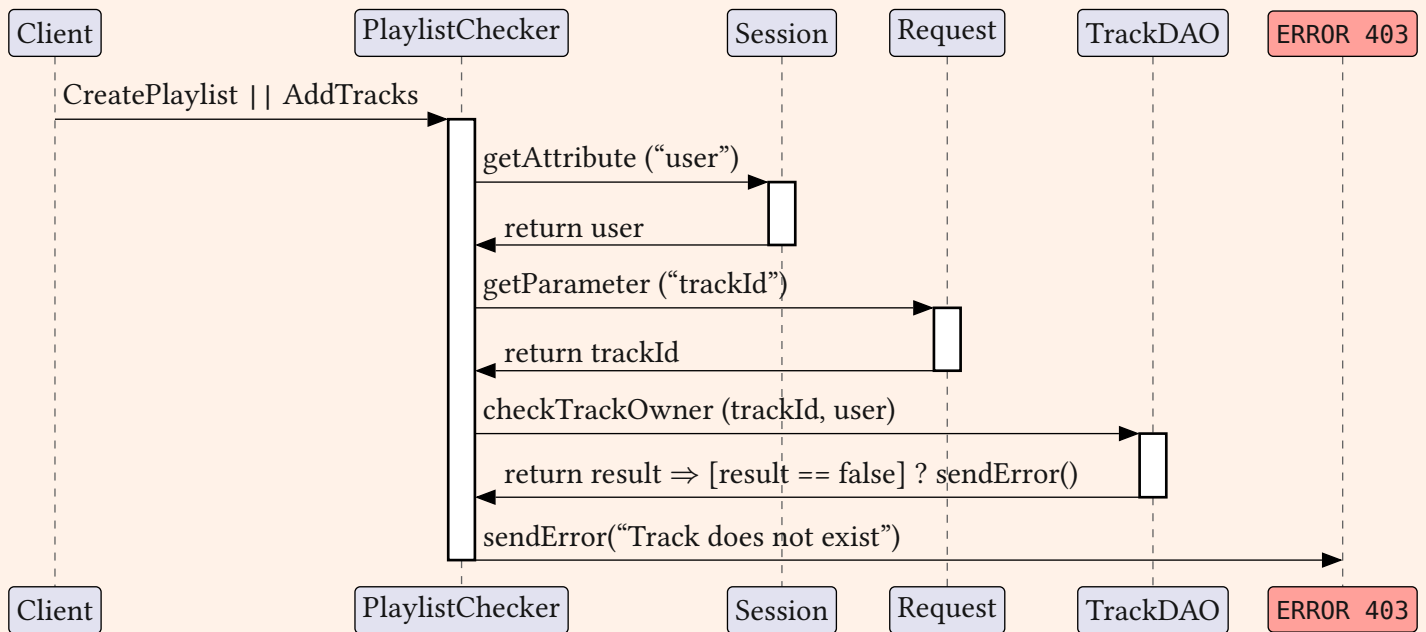 Client PlaylistChecker Session Request TrackDAO ERROR 403
CreatePlaylist || AddTracks
getAttribute (“user”)
return user
getParameter (“trackId”)
return trackId
checkTrackOwner (trackId, user)
return result ⇒ [result == false] ? sendError()
sendError(“Track does not exist”)
Client PlaylistChecker Session Request TrackDAO ERROR 403